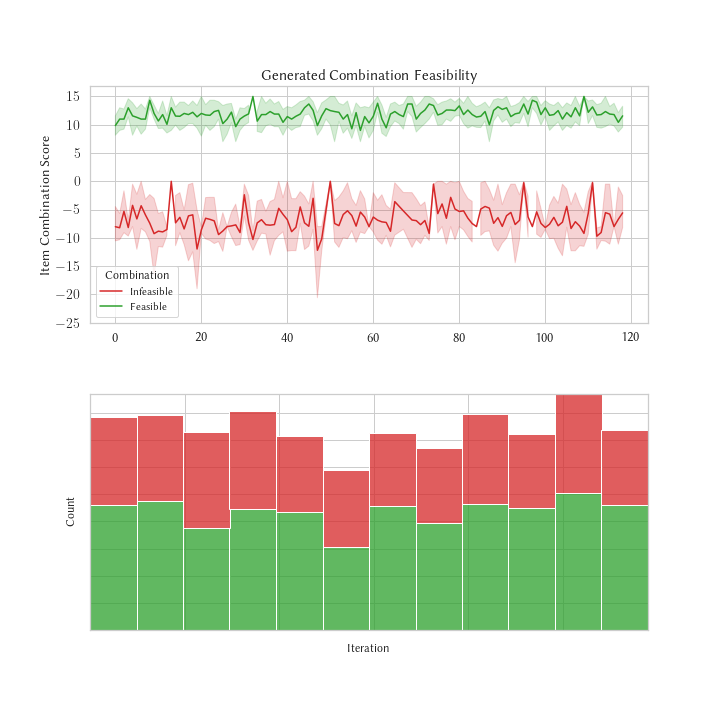 Generated Combination Feasibility
Item Combination Score
15
10
5
0
−5
−10
−15
−20
−25
Combination
Infeasible
Feasible
0 20 40 60 80 100 120
Count
Iteration